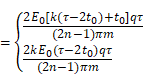 = { 2E₀[k(τ-2t₀)+t₀]qτ / (2n-1)πm
2kE₀(τ-2t₀)qτ / (2n-1)πm